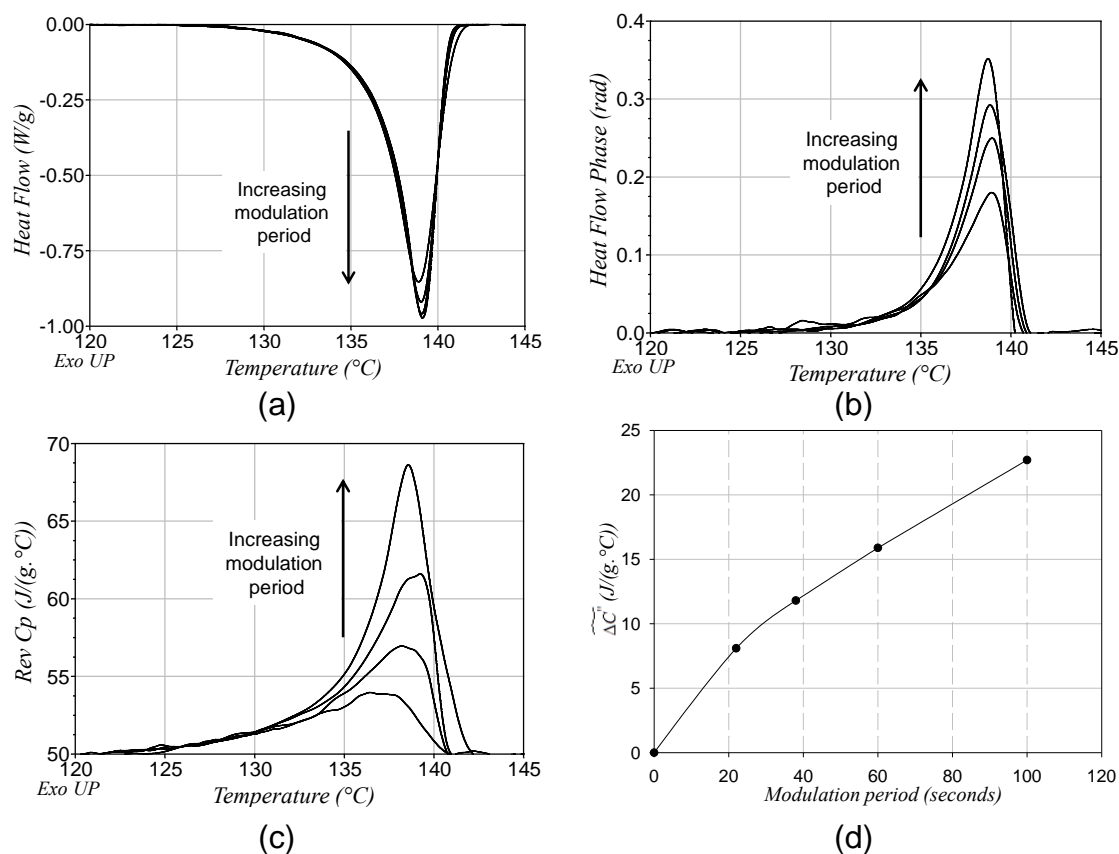 0.00
-0.25
-0.50
-0.75
-1.00
Heat Flow (W/g)
Increasing
modulation
period
120
125
130
135
140
145
Exo UP
Temperature (°C)
(a)
0.4
0.3
0.2
0.1
0.0
Heat Flow Phase (rad)
Increasing
modulation
period
120
125
130
135
140
145
Exo UP
Temperature (°C)
(b)
70
65
60
55
50
Rev Cp (J/(g.°C))
Increasing
modulation
period
120
125
130
135
140
145
Exo UP
Temperature (°C)
(c)
25
20
15
10
5
0
ΔC" (J/(g.°C))
0
20
40
60
80
100
120
Modulation period (seconds)
(d)